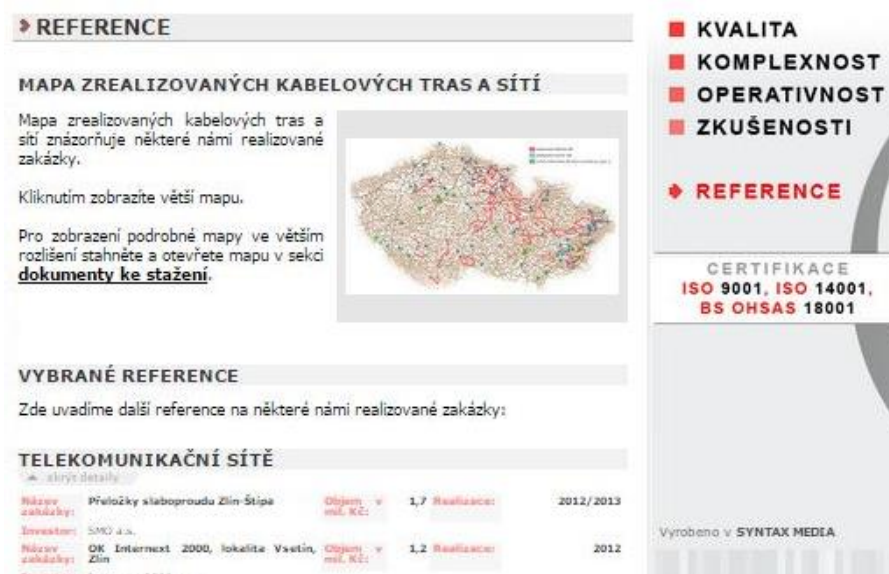 REFERENCE
MAPA ZREALIZOVANÝCH KABELOVÝCH TRAS A SÍTÍ
Mapa zrealizovaných kabelových tras a
sítí znázorňuje některé námi realizované
zakázky.
Kliknutím zobrazíte větší mapu.
Pro zobrazení podrobné mapy ve větším
rozlišení stahněte a otevřete mapu v sekci
dokumenty ke stažení.
VYBRANÉ REFERENCE
Zde uvadíme další reference na některé námi realizované zakázky:
TELEKOMUNIKAČNÍ SÍTĚ
skrýt detaily
Název zakázky: Přeložky slaboproudu Zlín-Štípa Objem v mil. Kč: 1,7 Realizace: 2012/2013
Investor: SMO a.s.
Název zakázky: OK Internext 2000, lokalita Vsetín, Zlín Objem v mil. Kč: 1,2 Realizace: 2012
KVALITA
KOMPLEXNOST
OPERATIVNOST
ZKUŠENOSTI
REFERENCE
CERTIFIKACE
ISO 9001, ISO 14001,
BS OHSAS 18001
Vyrobeno v SYNTAX MEDIA